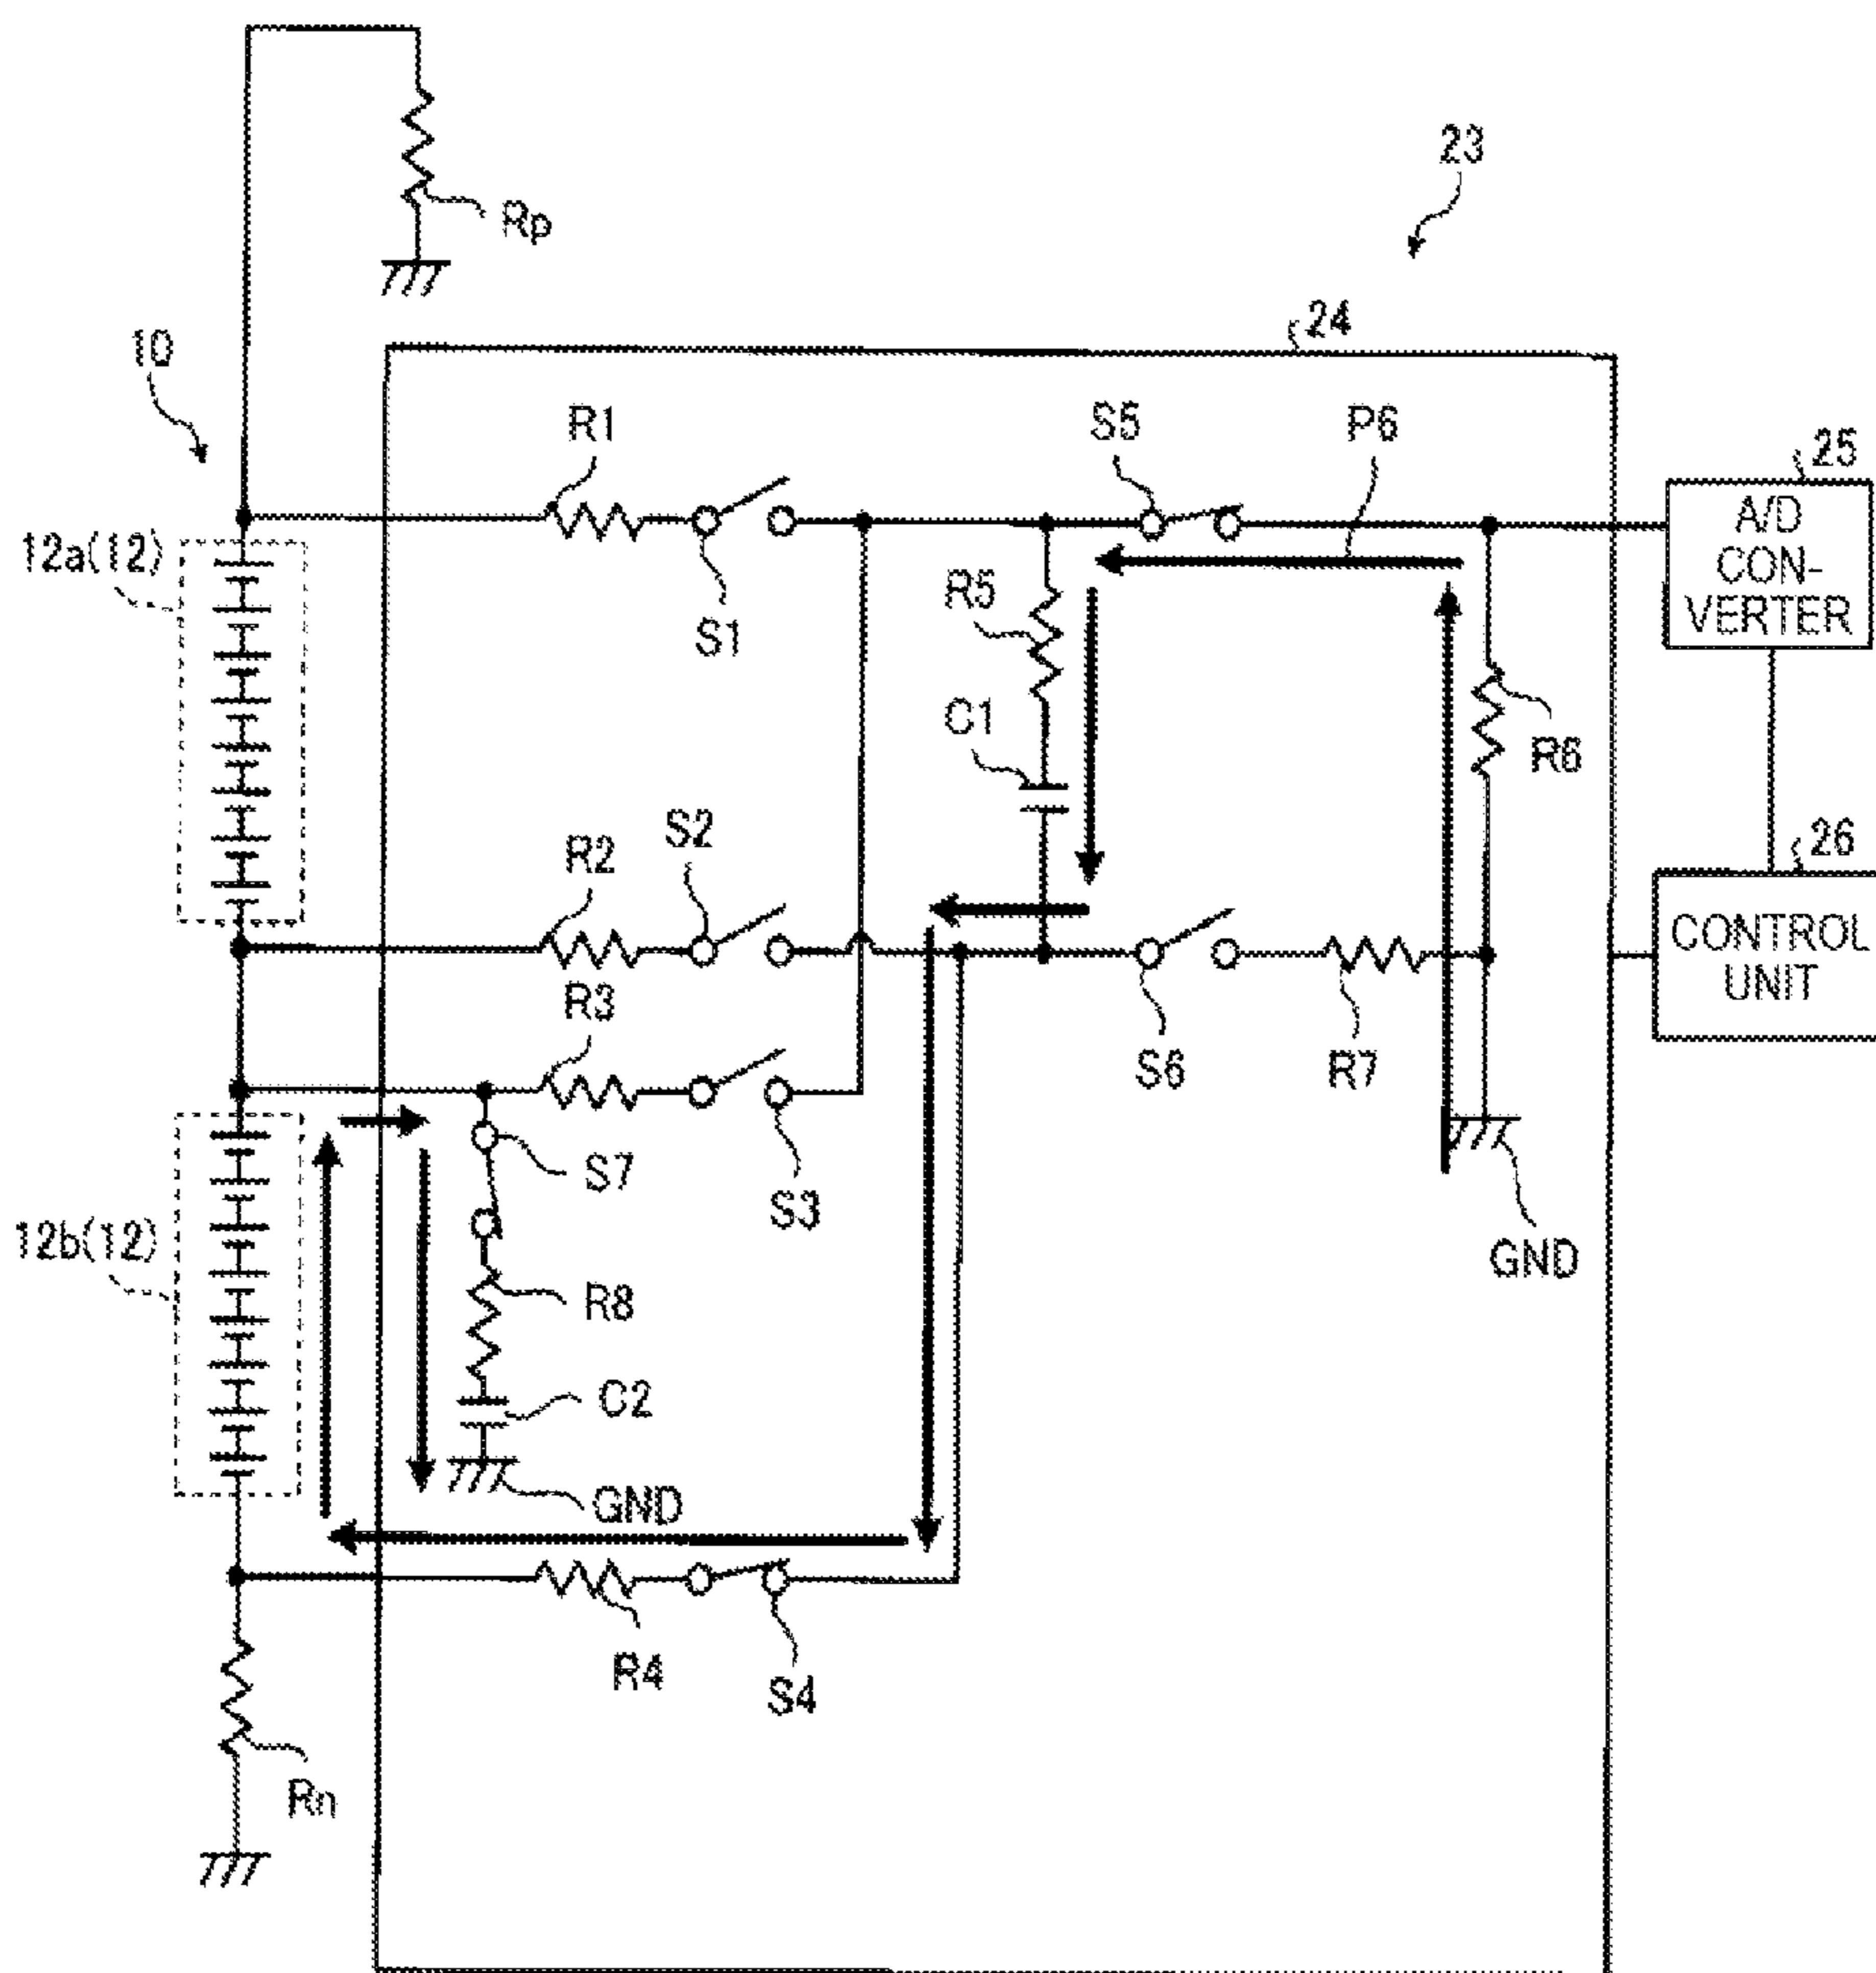 Rp
23
24
10
R1
S5
P6
25
A/D
CON-
VERTER
12a(12)
S1
R5
C1
R6
S2
R2
26
CONTROL
UNIT
R3
S6
R7
S7
S3
12b(12)
GND
R8
C2
GND
R4
S4
Rn